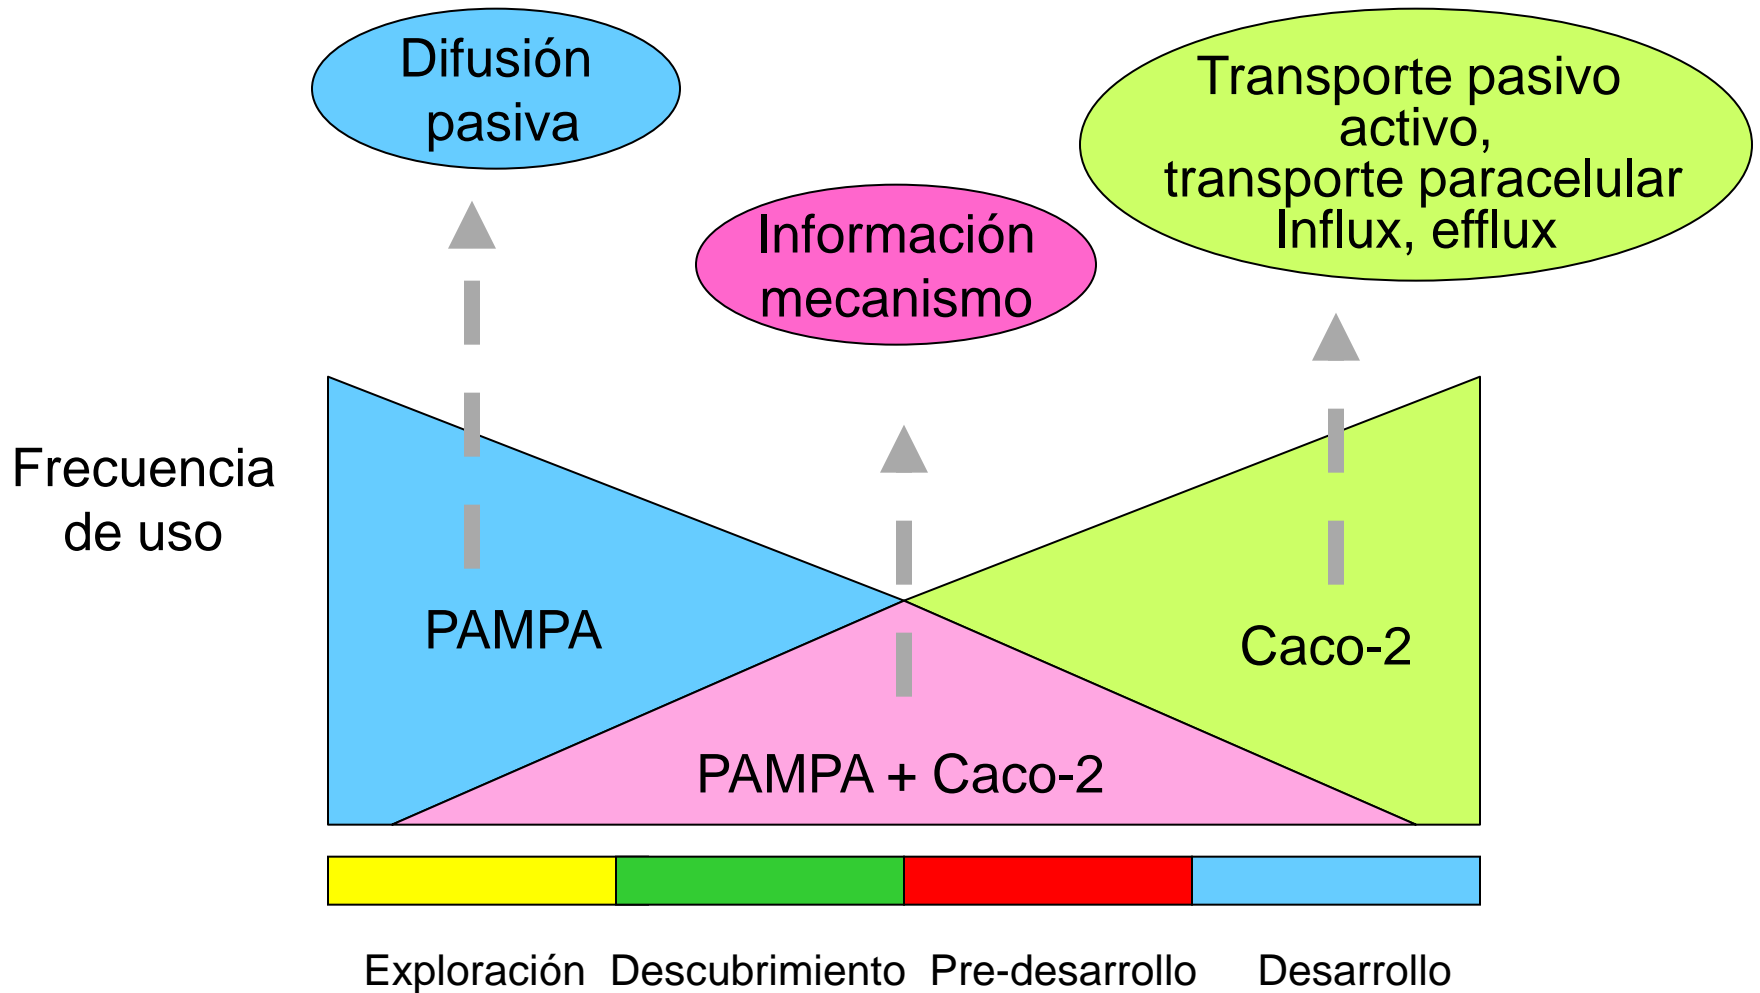 Difusión
pasiva
Transporte pasivo
activo,
transporte paracelular
Influx, efflux
Información
mecanismo
Frecuencia
de uso
PAMPA
Caco-2
PAMPA + Caco-2
Exploración
Descubrimiento
Pre-desarrollo
Desarrollo